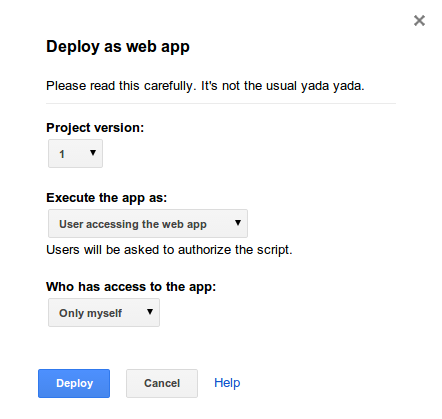 Deploy as web app
Please read this carefully. It's not the usual yada yada.
Project version:
1
Execute the app as:
User accessing the web app
Users will be asked to authorize the script.
Who has access to the app:
Only myself
Deploy Cancel Help